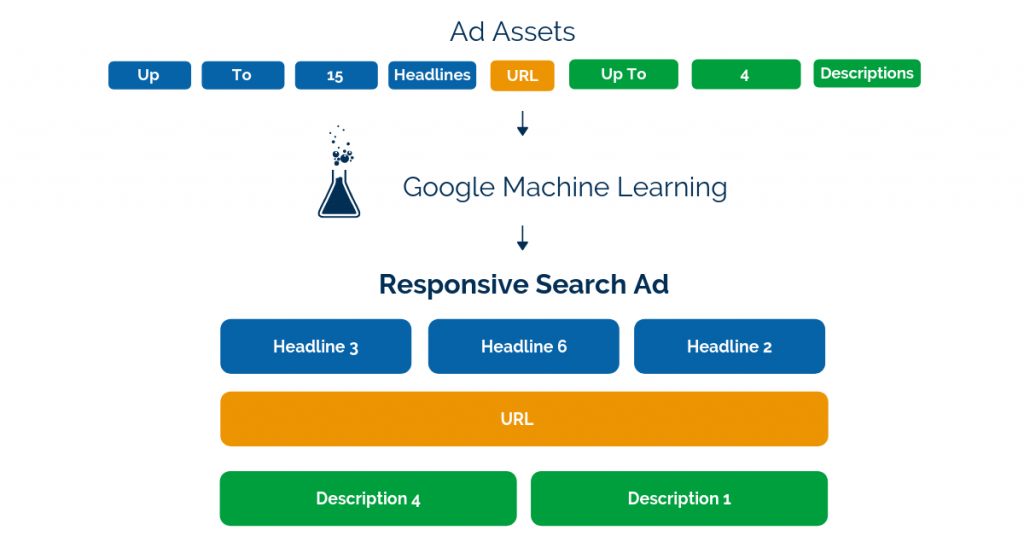 Ad Assets
Up To 15 Headlines URL Up To 4 Descriptions
Google Machine Learning
Responsive Search Ad
Headline 3 Headline 6 Headline 2
URL
Description 4 Description 1